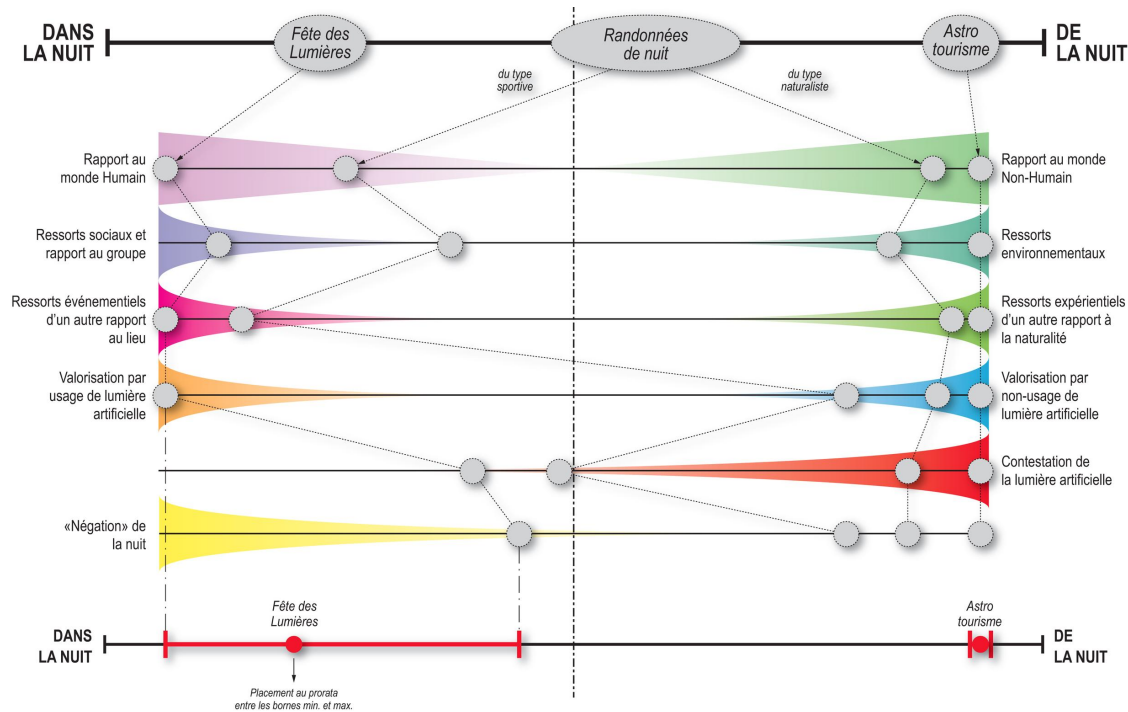 DANS
LA NUIT
Fête des
Lumières
Randonnées
de nuit
Astro
tourisme
DE
LA NUIT
du type
sportive
du type
naturaliste
Rapport au
monde Humain
Rapport au monde
Non-Humain
Ressorts sociaux et
rapport au groupe
Ressorts
environnementaux
Ressorts événementiels
d'un autre rapport
au lieu
Ressorts expérientiels
d'un autre rapport à
la naturalité
Valorisation par
usage de lumière
artificielle
Valorisation par
non-usage de
lumière artificielle
Contestation de
la lumière artificielle
«Négation» de
la nuit
Fête des
Lumières
Astro
tourisme
DANS
LA NUIT
DE
LA NUIT
Placement au prorata
entre les bornes min. et max.